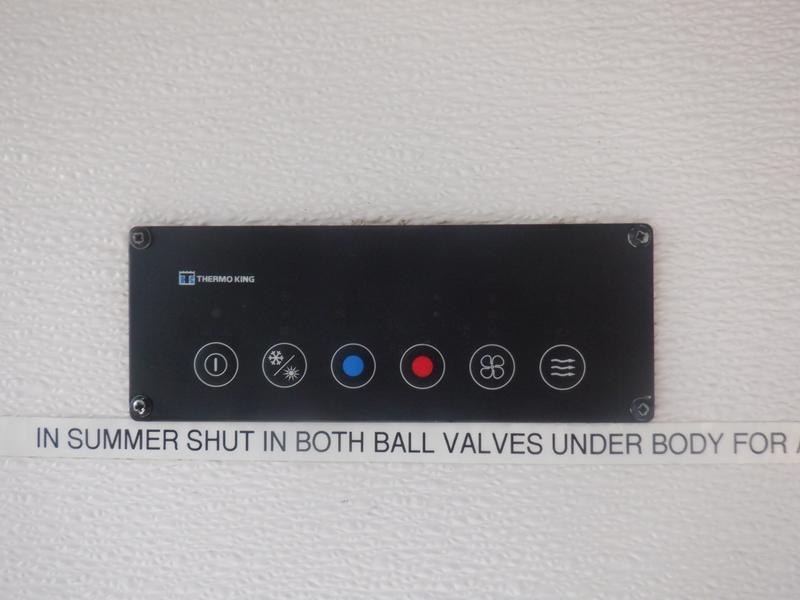 THERMO KING
IN SUMMER SHUT IN BOTH BALL VALVES UNDER BODY FOR